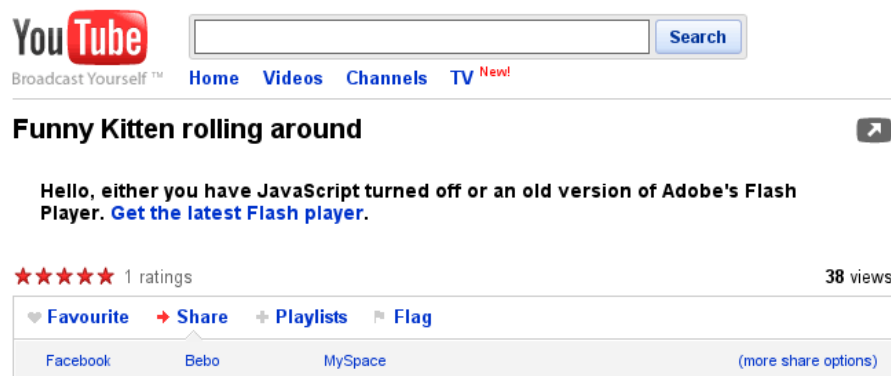 YouTube
Search
Broadcast Yourself ™
Home Videos Channels TV New!
Funny Kitten rolling around
Hello, either you have JavaScript turned off or an old version of Adobe's Flash
Player. Get the latest Flash player.
1 ratings 38 views
Favourite Share Playlists Flag
Facebook Bebo MySpace (more share options)